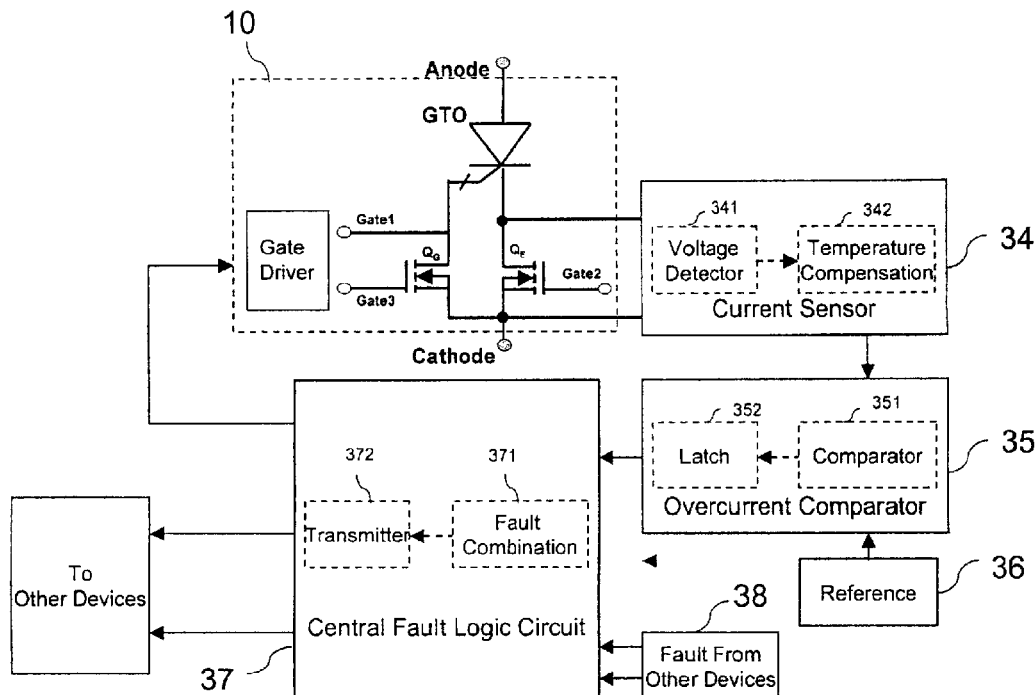 10
Anode
GTO
Gate1
Gate
Driver
Q_G
Q_E
Gate2
Gate3
Cathode
341
342
Voltage
Detector
Temperature
Compensation
Current Sensor
34
352
351
Latch
Comparator
Overcurrent Comparator
35
372
371
Transmitter
Fault
Combination
Central Fault Logic Circuit
37
To
Other Devices
Reference
36
38
Fault From
Other Devices